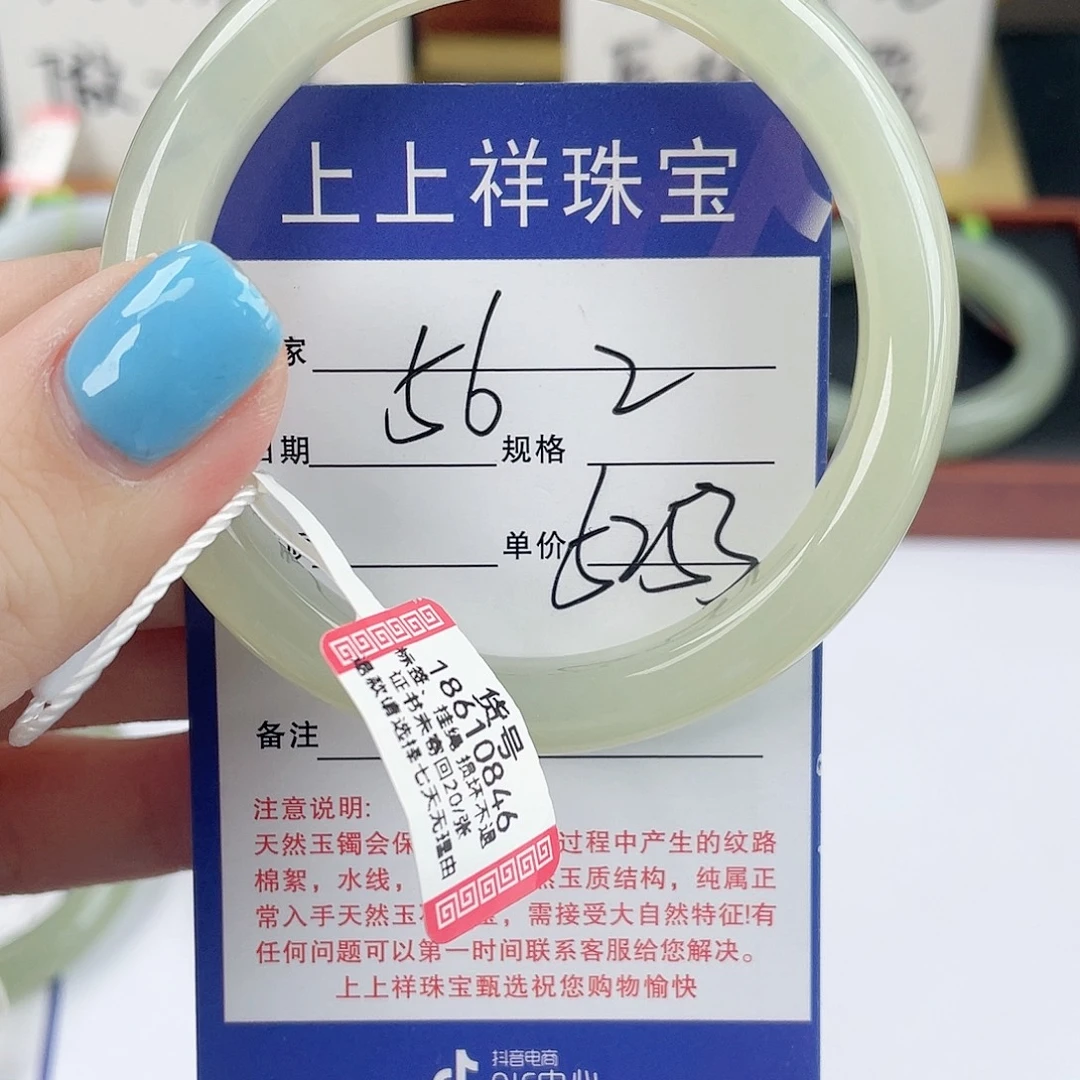 上上祥珠宝
家
56 2
日期
规格
单价
备注
货号
18610846
标签、挂绳 损坏不退
证书未寄回20/张
退款请选择七天无理由
注意说明:
天然玉镯会保 过程中产生的纹路
棉絮，水线， 然玉质结构，纯属正
常入手天然玉 ，需接受大自然特征!有
任何问题可以第一时间联系客服给您解决。
上上祥珠宝甄选祝您购物愉快
抖音电商